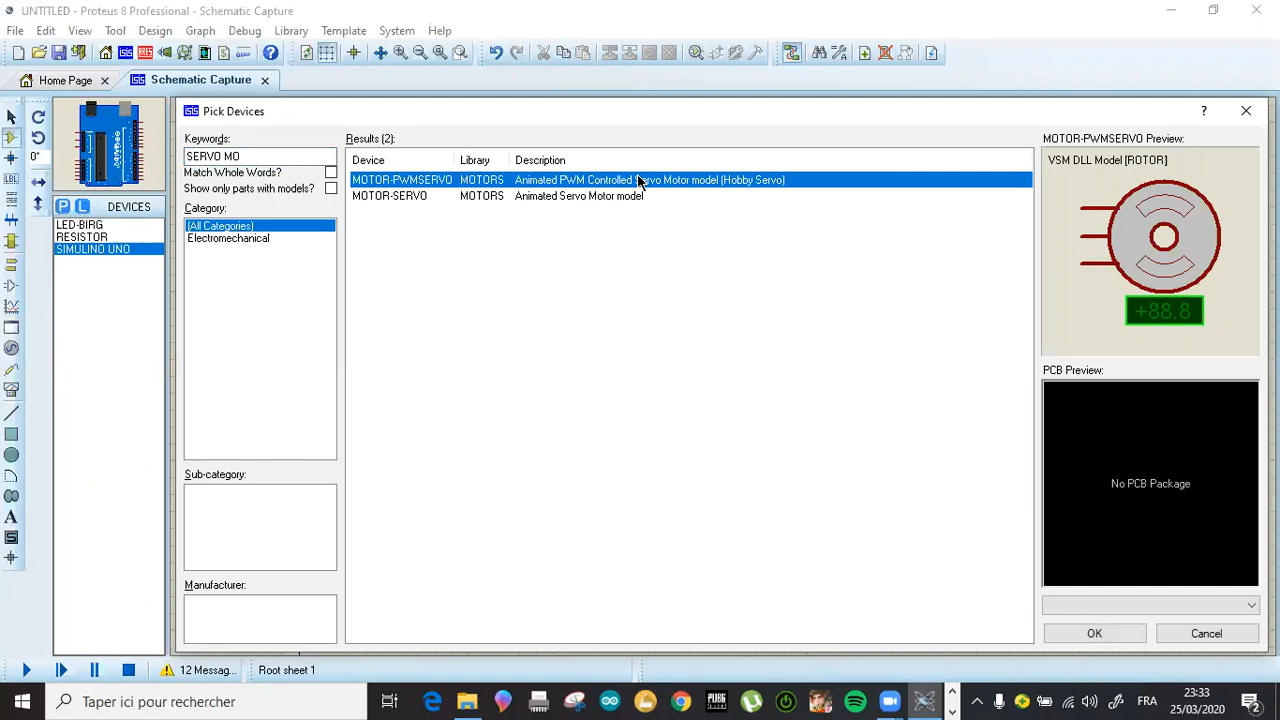 UNTITLED - Proteus 8 Professional - Schematic Capture
File Edit View Tool Design Graph Debug Library Template System Help
Home Page Schematic Capture
Pick Devices
Keywords:
SERVO MO
Match Whole Words?
Show only parts with models?
Category:
(All Categories)
Electromechanical
Sub-category:
Manufacturer:
Results (2):
Device Library Description
MOTOR-PWMSERVO MOTORS Animated PWM Controlled Servo Motor model (Hobby Servo)
MOTOR-SERVO MOTORS Animated Servo Motor model
MOTOR-PWMSERVO Preview:
VSM DLL Model [ROTOR]
+88.8
PCB Preview:
No PCB Package
OK Cancel
0°
LBL
P L DEVICES
LED-BIRG
RESISTOR
SIMULINO UNO
A
12 Messag... Root sheet 1
Taper ici pour rechercher
PUBG
FRA
23:33
25/03/2020
2